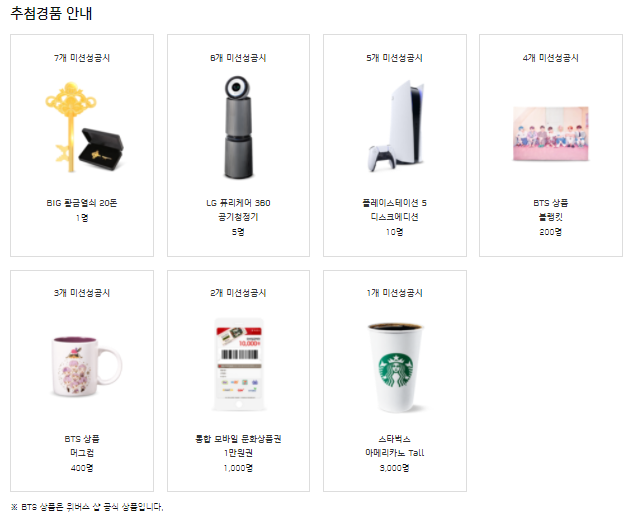 추첨경품 안내
7개 미션성공시
6개 미션성공시
5개 미션성공시
4개 미션성공시
BIG 황금열쇠 20돈
1명
LG 퓨리케어 360
공기청정기
5명
플레이스테이션 5
디스크에디션
10명
BTS 상품
블랭킷
200명
3개 미션성공시
2개 미션성공시
1개 미션성공시
10,000
BTS 상품
머그컵
400명
통합 모바일 문화상품권
1만원권
1,000명
스타벅스
아메리카노 Tall
3,000명
※ BTS 상품은 위버스 샵 공식 상품입니다.